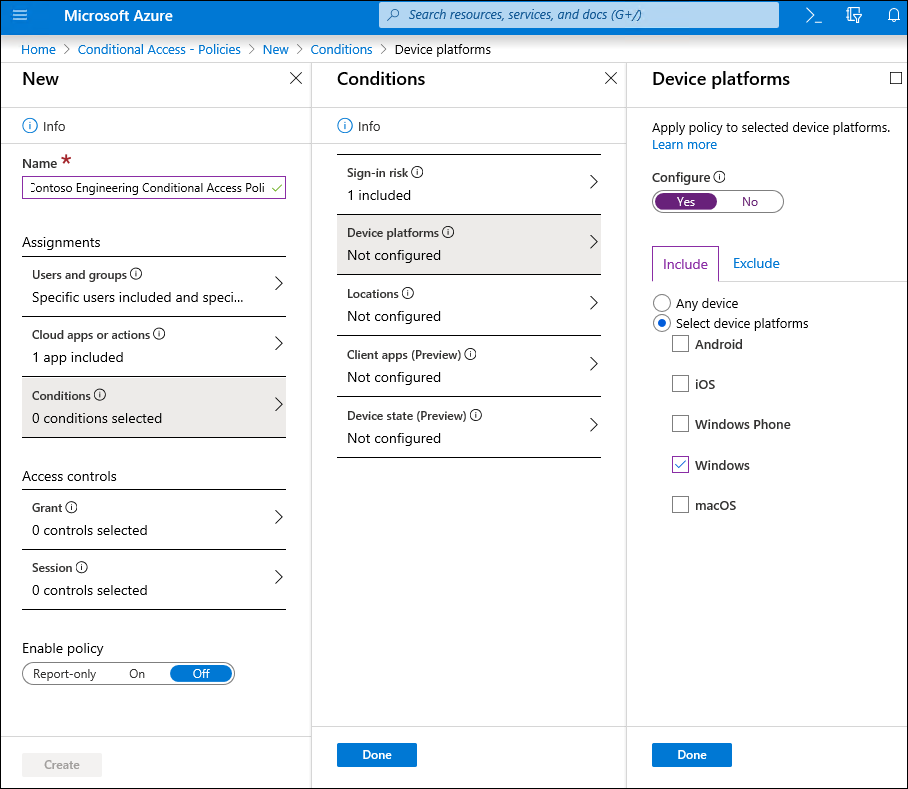 Microsoft Azure
Search resources, services, and docs (G+/)
Home > Conditional Access - Policies > New > Conditions > Device platforms
New
Info
Name *
Contoso Engineering Conditional Access Poli
Assignments
Users and groups
Specific users included and speci...
Cloud apps or actions
1 app included
Conditions
0 conditions selected
Access controls
Grant
0 controls selected
Session
0 controls selected
Enable policy
Report-only On Off
Create
Conditions
Info
Sign-in risk
1 included
Device platforms
Not configured
Locations
Not configured
Client apps (Preview)
Not configured
Device state (Preview)
Not configured
Done
Device platforms
Apply policy to selected device platforms.
Learn more
Configure
Yes No
Include Exclude
Any device
Select device platforms
Android
iOS
Windows Phone
Windows
macOS
Done